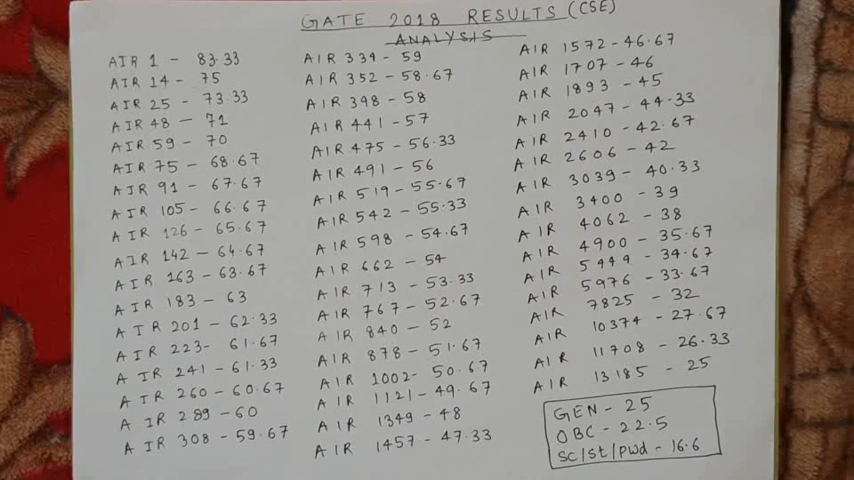 GATE 2018 RESULTS (CSE)
ANALYSIS
AIR 1 - 83.33
AIR 14 - 75
AIR 25 - 73.33
AIR 48 - 71
AIR 59 - 70
AIR 75 - 68.67
AIR 91 - 67.67
AIR 105 - 66.67
AIR 126 - 65.67
AIR 142 - 64.67
AIR 163 - 63.67
AIR 183 - 63
AIR 201 - 62.33
AIR 223 - 61.67
AIR 241 - 61.33
AIR 260 - 60.67
AIR 289 - 60
AIR 308 - 59.67
AIR 339 - 59
AIR 352 - 58.67
AIR 398 - 58
AIR 441 - 57
AIR 475 - 56.33
AIR 491 - 56
AIR 519 - 55.67
AIR 542 - 55.33
AIR 598 - 54.67
AIR 662 - 54
AIR 713 - 53.33
AIR 767 - 52.67
AIR 840 - 52
AIR 878 - 51.67
AIR 1002 - 50.67
AIR 1121 - 49.67
AIR 1349 - 48
AIR 1457 - 47.33
AIR 1572 - 46.67
AIR 1707 - 46
AIR 1893 - 45
AIR 2047 - 44.33
AIR 2410 - 42.67
AIR 2606 - 42
AIR 3039 - 40.33
AIR 3400 - 39
AIR 4062 - 38
AIR 4900 - 35.67
AIR 5449 - 34.67
AIR 5976 - 33.67
AIR 7825 - 32
AIR 10374 - 27.67
AIR 11708 - 26.33
AIR 13185 - 25
GEN - 25
OBC - 22.5
SC/St/Pwd - 16.6